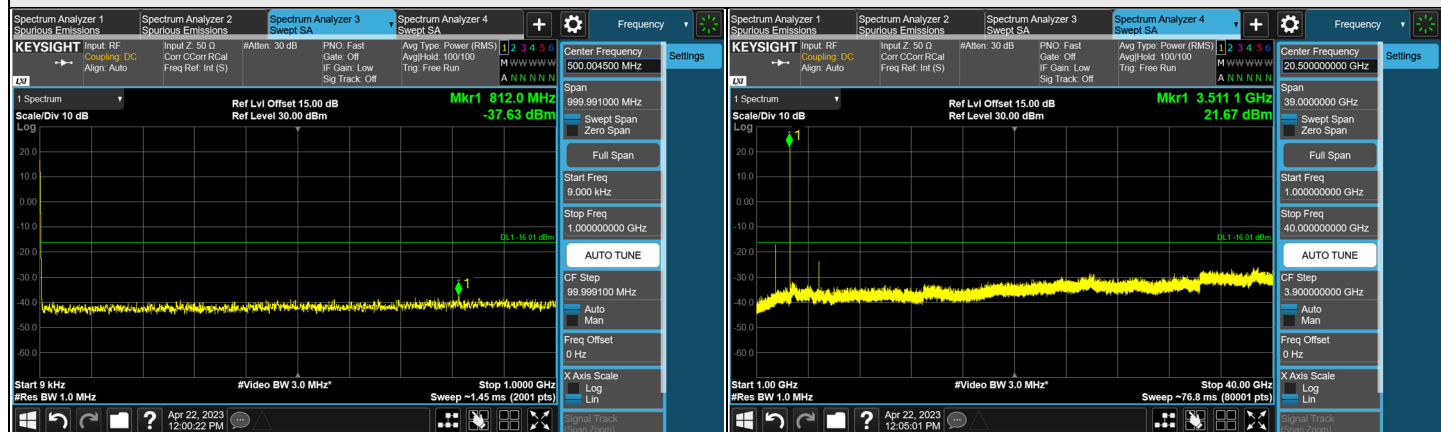 Spectrum Analyzer 1
Spurious Emissions
Spectrum Analyzer 2
Spurious Emissions
Spectrum Analyzer 3
Swept SA
Spectrum Analyzer 4
Swept SA
+
Frequency
KEYSIGHT
LXI
Input: RF
Coupling: DC
Align: Auto
Input Z: 50 Ω
Corr CCorr RCal
Freq Ref: Int (S)
#Atten: 30 dB
PNO: Fast
Gate: Off
IF Gain: Low
Sig Track: Off
Avg Type: Power (RMS)
Avg|Hold: 100/100
Trig: Free Run
1 2 3 4 5 6
M W W W W W
A N N N N N
1 Spectrum
Scale/Div 10 dB
Log
Ref Lvl Offset 15.00 dB
Ref Level 30.00 dBm
Mkr1 812.0 MHz
-37.63 dBm
20.0
10.0
0.00
-10.0
-20.0
-30.0
-40.0
-50.0
-60.0
DL1 -16.01 dBm
1
Start 9 kHz
#Res BW 1.0 MHz
#Video BW 3.0 MHz*
Stop 1.0000 GHz
Sweep ~1.45 ms (2001 pts)
?
Apr 22, 2023
12:00:22 PM
Center Frequency
500.004500 MHz
Settings
Span
999.991000 MHz
Swept Span
Zero Span
Full Span
Start Freq
9.000 kHz
Stop Freq
1.000000000 GHz
AUTO TUNE
CF Step
99.999100 MHz
Auto
Man
Freq Offset
0 Hz
X Axis Scale
Log
Lin
Signal Track
(Span Zoom)
Spectrum Analyzer 1
Spurious Emissions
Spectrum Analyzer 2
Spurious Emissions
Spectrum Analyzer 3
Swept SA
Spectrum Analyzer 4
Swept SA
+
Frequency
KEYSIGHT
LXI
Input: RF
Coupling: DC
Align: Auto
Input Z: 50 Ω
Corr CCorr RCal
Freq Ref: Int (S)
#Atten: 30 dB
PNO: Fast
Gate: Off
IF Gain: Low
Sig Track: Off
Avg Type: Power (RMS)
Avg|Hold: 100/100
Trig: Free Run
1 2 3 4 5 6
M W W W W W
A N N N N N
1 Spectrum
Scale/Div 10 dB
Log
Ref Lvl Offset 15.00 dB
Ref Level 30.00 dBm
Mkr1 3.511 1 GHz
21.67 dBm
20.0
10.0
0.00
-10.0
-20.0
-30.0
-40.0
-50.0
-60.0
DL1 -16.01 dBm
1
Start 1.00 GHz
#Res BW 1.0 MHz
#Video BW 3.0 MHz*
Stop 40.00 GHz
Sweep ~76.8 ms (80001 pts)
?
Apr 22, 2023
12:05:01 PM
Center Frequency
20.500000000 GHz
Settings
Span
39.0000000 GHz
Swept Span
Zero Span
Full Span
Start Freq
1.000000000 GHz
Stop Freq
40.000000000 GHz
AUTO TUNE
CF Step
3.900000000 GHz
Auto
Man
Freq Offset
0 Hz
X Axis Scale
Log
Lin
Signal Track
(Span Zoom)